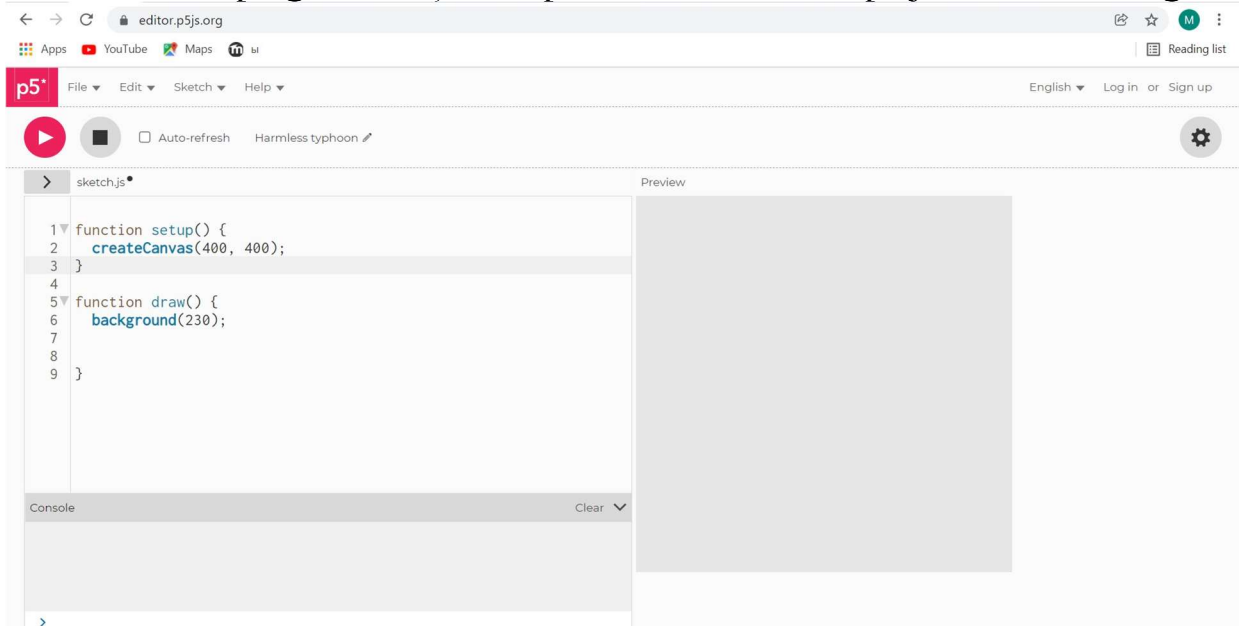 editor.p5js.org
M
Apps YouTube Maps ы Reading list
p5* File Edit Sketch Help English Log in or Sign up
Auto-refresh Harmless typhoon
> sketch.js Preview
1 function setup() {
2 createCanvas(400, 400);
3 }
4
5 function draw() {
6 background(230);
7
8
9 }
Console Clear
>